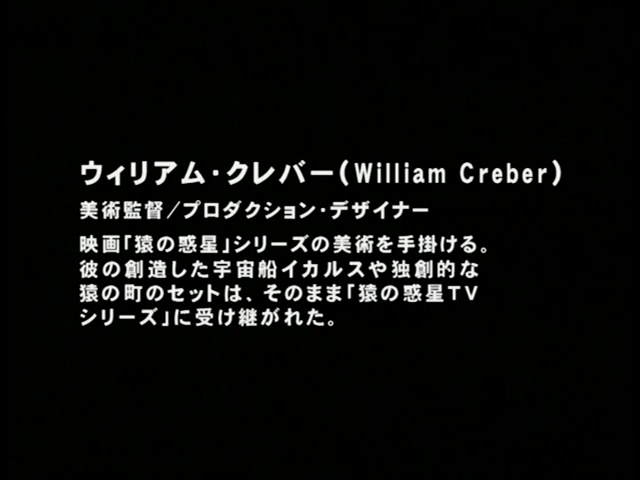 ウィリアム・クレバー(William Creber)
美術監督/プロダクション・デザイナー
映画「猿の惑星」シリーズの美術を手掛ける。
彼の創造した宇宙船イカルスや独創的な
猿の町のセットは、そのまま「猿の惑星TV
シリーズ」に受け継がれた。